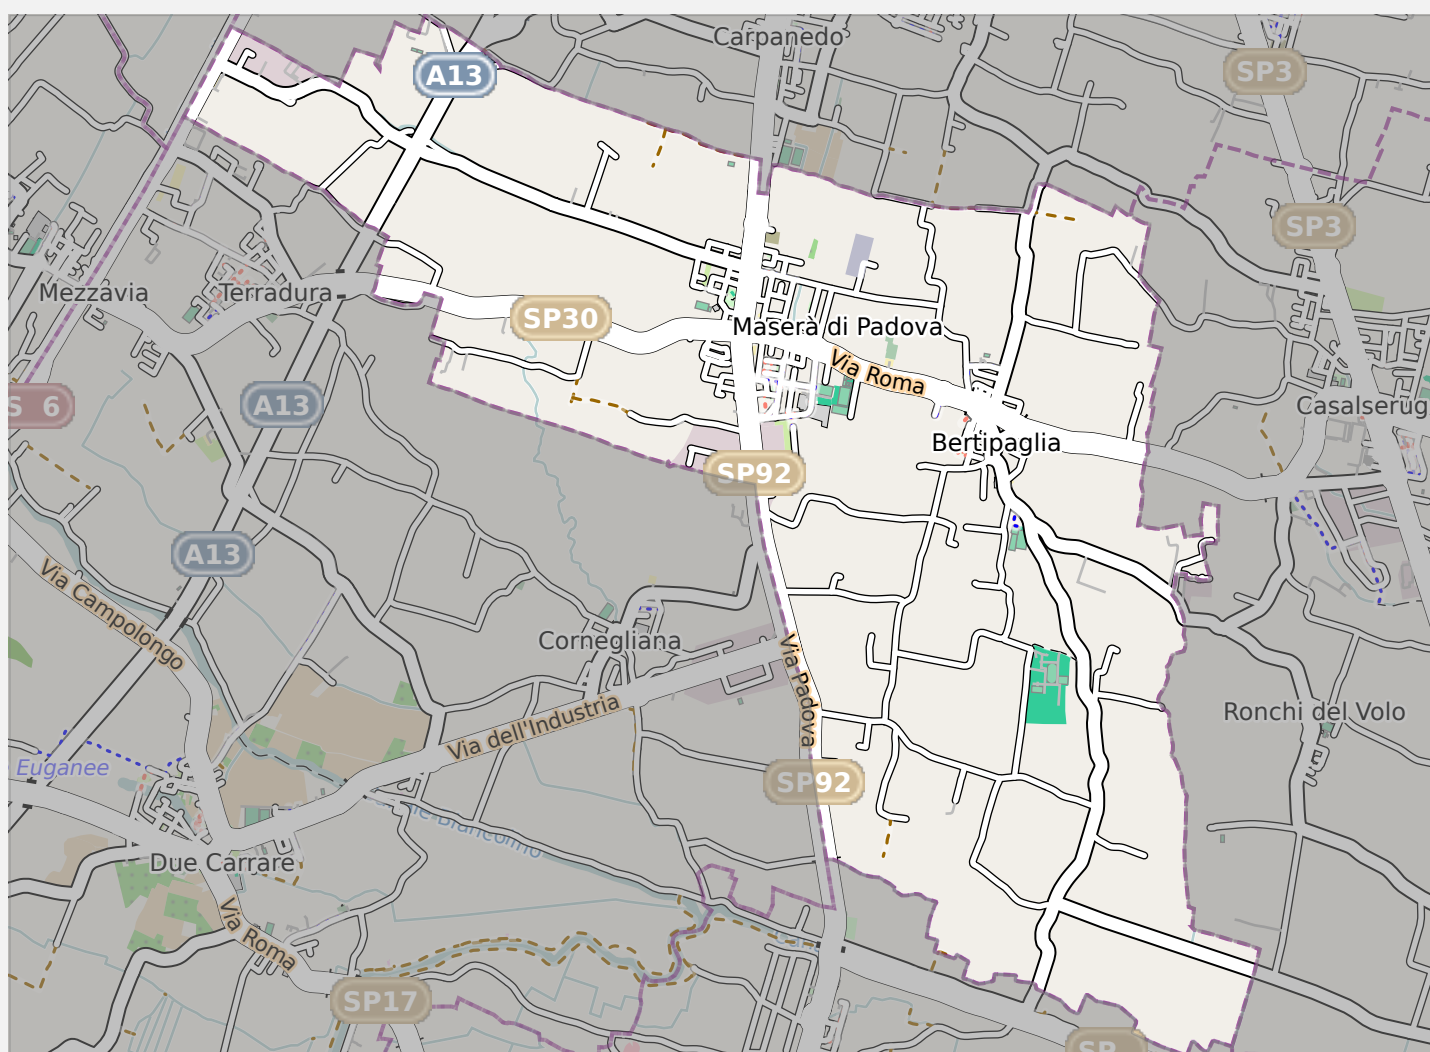 Carpanedo
A13
SP3
SP3
Mezzavia
Terradura
SP30
Maserà di Padova
Via Roma
S 6
A13
Casalserug
Bertipaglia
SP92
A13
Via Campolongo
Cornegliana
Via Padova
Via dell'Industria
Ronchi del Volo
Euganee
SP92
Due Carrare
Via Roma
SP17
SP